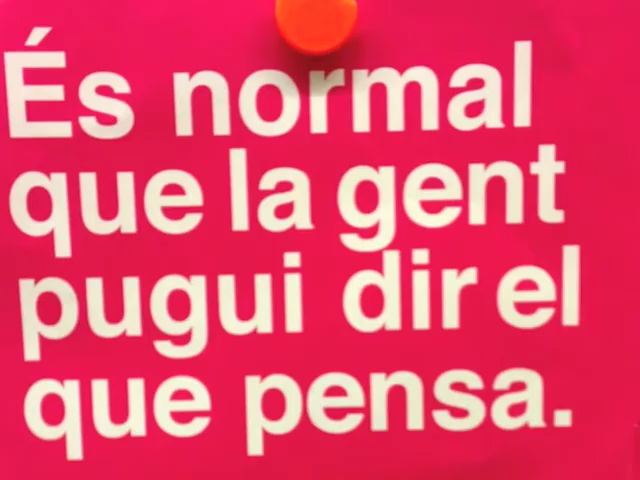 És normal
que la gent
pugui dir el
que pensa.